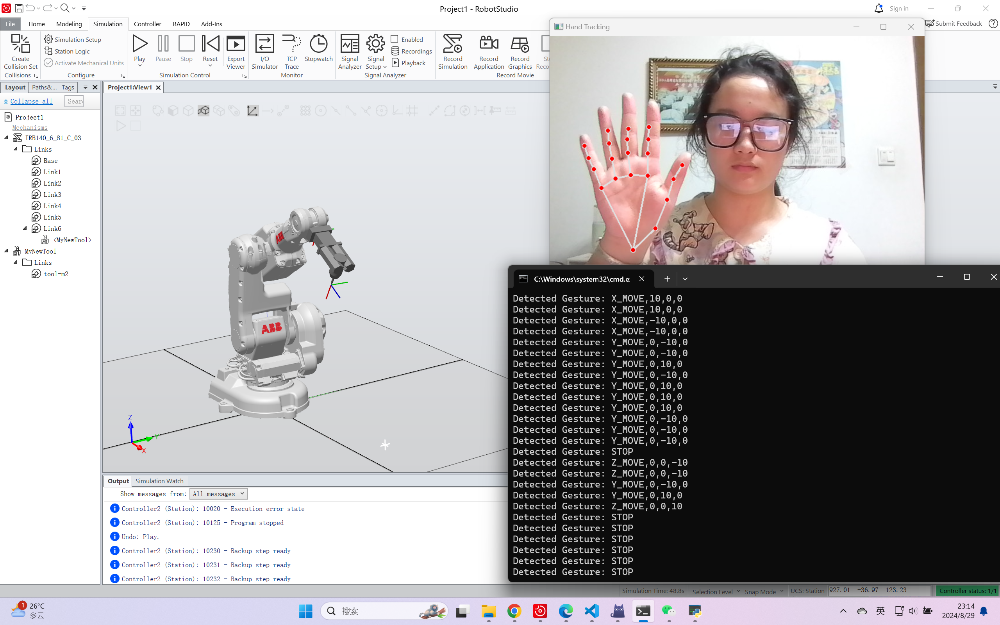 Project1 - RobotStudio
Sign in
File
Home
Modeling
Simulation
Controller
RAPID
Add-Ins
Submit Feedback
Create
Collision Set
Collisions
Simulation Setup
Station Logic
Activate Mechanical Units
Configure
Play
Pause
Stop
Reset
Export
Viewer
Simulation Control
I/O
Simulator
TCP
Trace
Stopwatch
Monitor
Signal
Analyzer
Signal
Setup
Enabled
Recordings
Playback
Signal Analyzer
Record
Simulation
Record
Application
Record
Graphics
St
Reco
Record Movie
Hand Tracking
Layout
Paths&...
Tags
Collapse all
Sear
Project1
Mechanisms
IRB140_6_81_C_03
Links
Base
Link1
Link2
Link3
Link4
Link5
Link6
<MyNewTool>
MyNewTool
Links
tool-m2
Project1:View1
ABB
ABB
Z
Y
X
C:\Windows\system32\cmd.e
Detected Gesture: X_MOVE,10,0,0
Detected Gesture: X_MOVE,10,0,0
Detected Gesture: X_MOVE,-10,0,0
Detected Gesture: X_MOVE,-10,0,0
Detected Gesture: Y_MOVE,0,-10,0
Detected Gesture: Y_MOVE,0,-10,0
Detected Gesture: Y_MOVE,0,10,0
Detected Gesture: Y_MOVE,0,-10,0
Detected Gesture: Y_MOVE,0,10,0
Detected Gesture: Y_MOVE,0,10,0
Detected Gesture: Y_MOVE,0,10,0
Detected Gesture: Y_MOVE,0,-10,0
Detected Gesture: Y_MOVE,0,-10,0
Detected Gesture: Y_MOVE,0,-10,0
Detected Gesture: STOP
Detected Gesture: Z_MOVE,0,0,-10
Detected Gesture: Z_MOVE,0,0,-10
Detected Gesture: Y_MOVE,0,-10,0
Detected Gesture: Y_MOVE,0,10,0
Detected Gesture: Z_MOVE,0,0,10
Detected Gesture: STOP
Detected Gesture: STOP
Detected Gesture: STOP
Detected Gesture: STOP
Detected Gesture: STOP
Detected Gesture: STOP
Output
Simulation Watch
Show messages from: All messages
Controller2 (Station): 10020 - Execution error state
Controller2 (Station): 10125 - Program stopped
Undo: Play.
Controller2 (Station): 10230 - Backup step ready
Controller2 (Station): 10231 - Backup step ready
Controller2 (Station): 10232 - Backup step ready
Simulation Time: 48.8s
Selection Level
Snap Mode
UCS: Station
927.01 -36.97 123.23
Controller status: 1/1
1
26°C
多云
搜索
英
23:14
2024/8/29